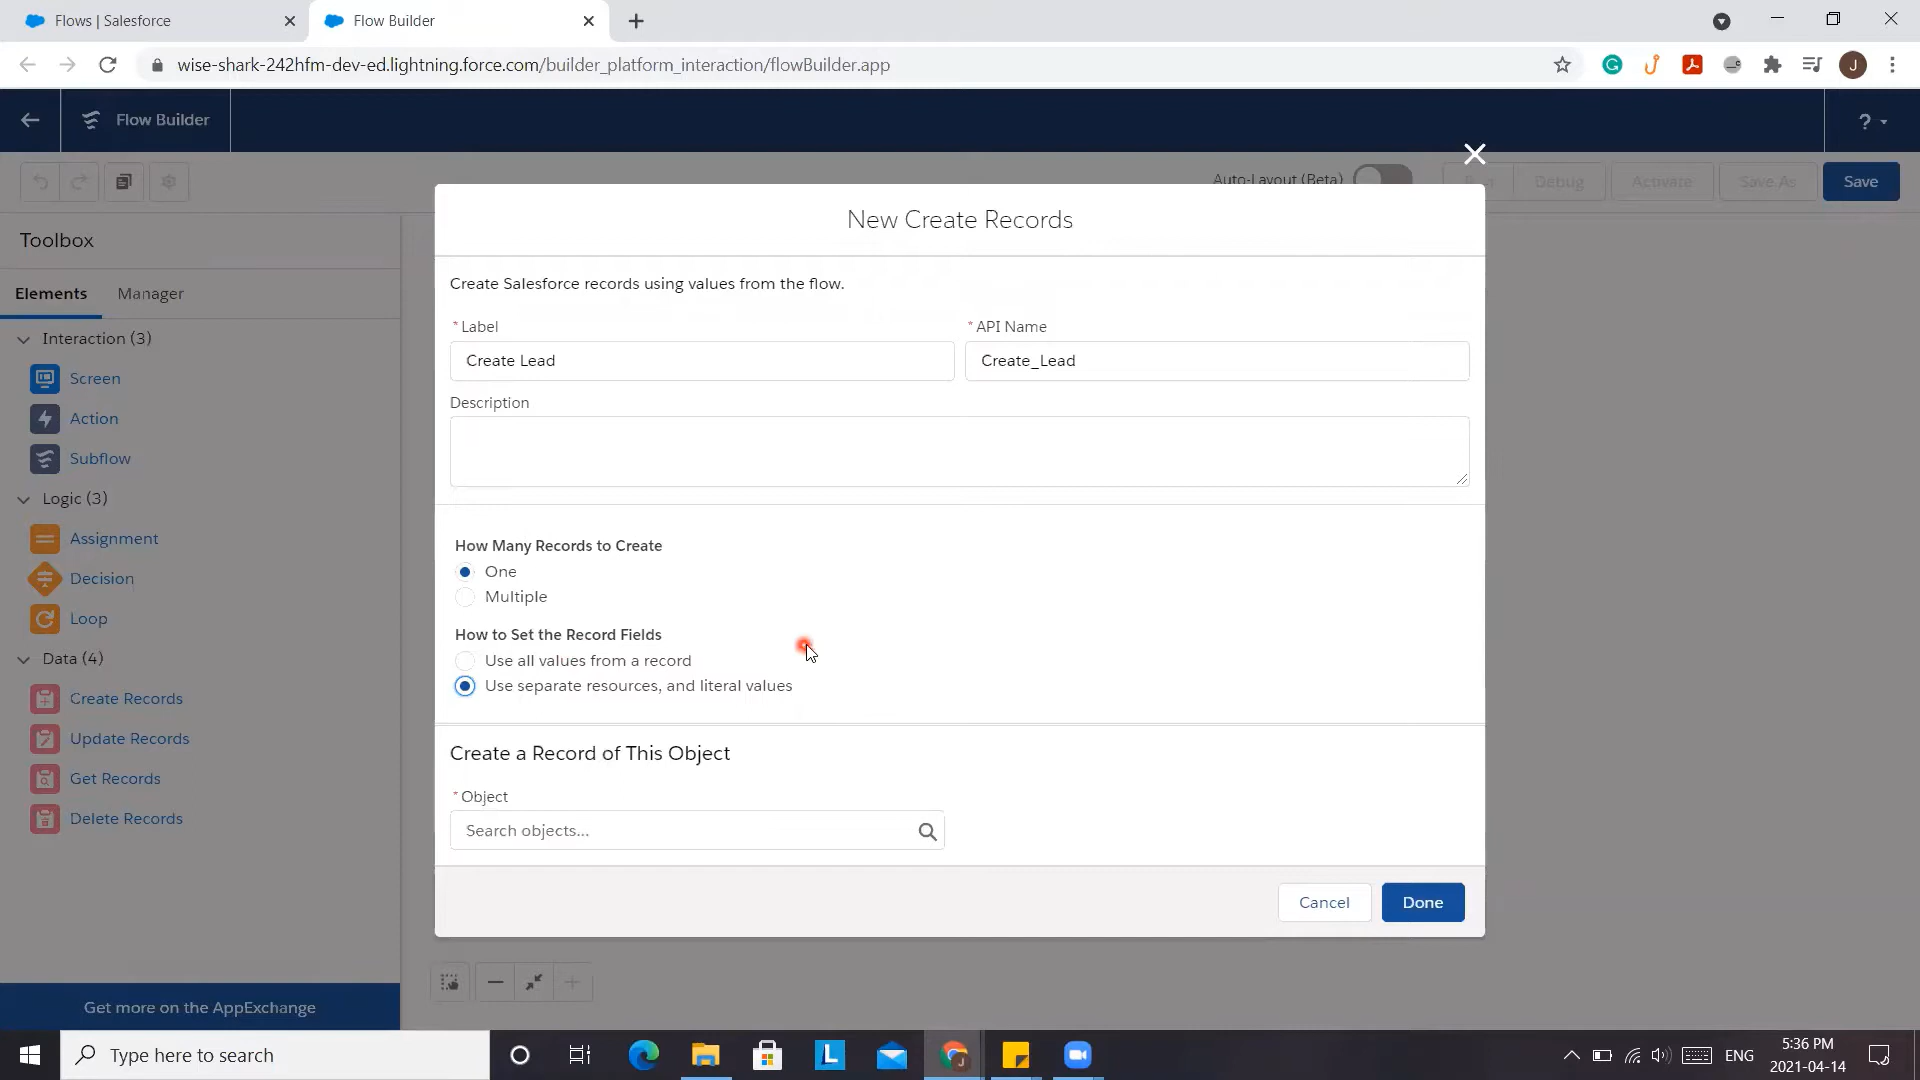 Flows | Salesforce
Flow Builder
wise-shark-242hfm-dev-ed.lightning.force.com/builder_platform_interaction/flowBuilder.app
J
Flow Builder
?
Auto-Layout (Beta)
Debug
Activate
Save As
Save
Toolbox
Elements
Manager
Interaction (3)
Screen
Action
Subflow
Logic (3)
Assignment
Decision
Loop
Data (4)
Create Records
Update Records
Get Records
Delete Records
Get more on the AppExchange
New Create Records
Create Salesforce records using values from the flow.
* Label
* API Name
Create Lead
Create_Lead
Description
How Many Records to Create
One
Multiple
How to Set the Record Fields
Use all values from a record
Use separate resources, and literal values
Create a Record of This Object
* Object
Search objects...
Cancel
Done
Type here to search
L
ENG
5:36 PM
2021-04-14